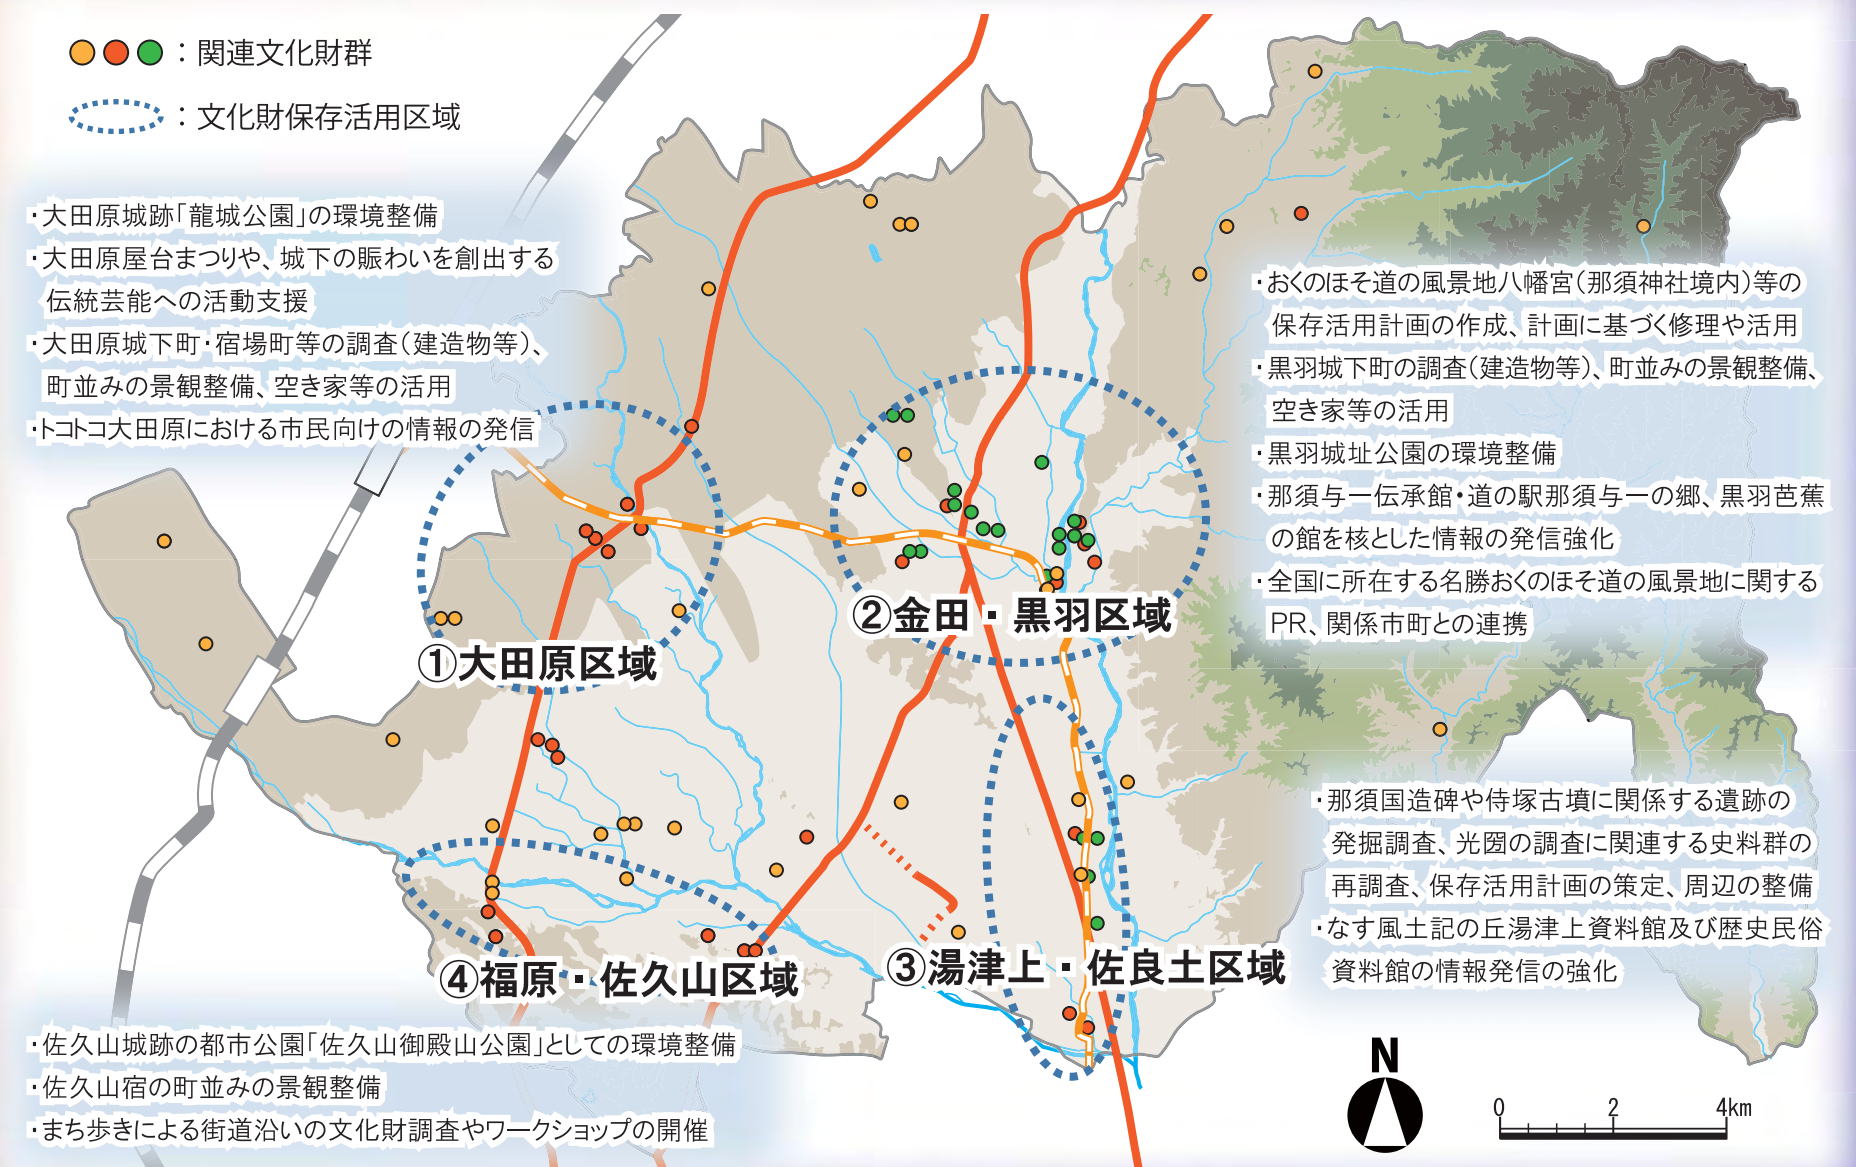 ：関連文化財群
：文化財保存活用区域
・大田原城跡「龍城公園」の環境整備
・大田原屋台まつりや、城下の賑わいを創出する
伝統芸能への活動支援
・大田原城下町・宿場町等の調査（建造物等）、
町並みの景観整備、空き家等の活用
・トコトコ大田原における市民向けの情報の発信
・おくのほそ道の風景地八幡宮（那須神社境内）等の
保存活用計画の作成、計画に基づく修理や活用
・黒羽城下町の調査（建造物等）、町並みの景観整備、
空き家等の活用
・黒羽城址公園の環境整備
・那須与一伝承館・道の駅那須与一の郷、黒羽芭蕉
の館を核とした情報の発信強化
・全国に所在する名勝おくのほそ道の風景地に関する
PR、関係市町との連携
②金田・黒羽区域
①大田原区域
・那須国造碑や侍塚古墳に関係する遺跡の
発掘調査、光圀の調査に関連する史料群の
再調査、保存活用計画の策定、周辺の整備
・なす風土記の丘湯津上資料館及び歴史民俗
資料館の情報発信の強化
③湯津上・佐良土区域
④福原・佐久山区域
・佐久山城跡の都市公園「佐久山御殿山公園」としての環境整備
・佐久山宿の町並みの景観整備
・まち歩きによる街道沿いの文化財調査やワークショップの開催
N
0 2 4km